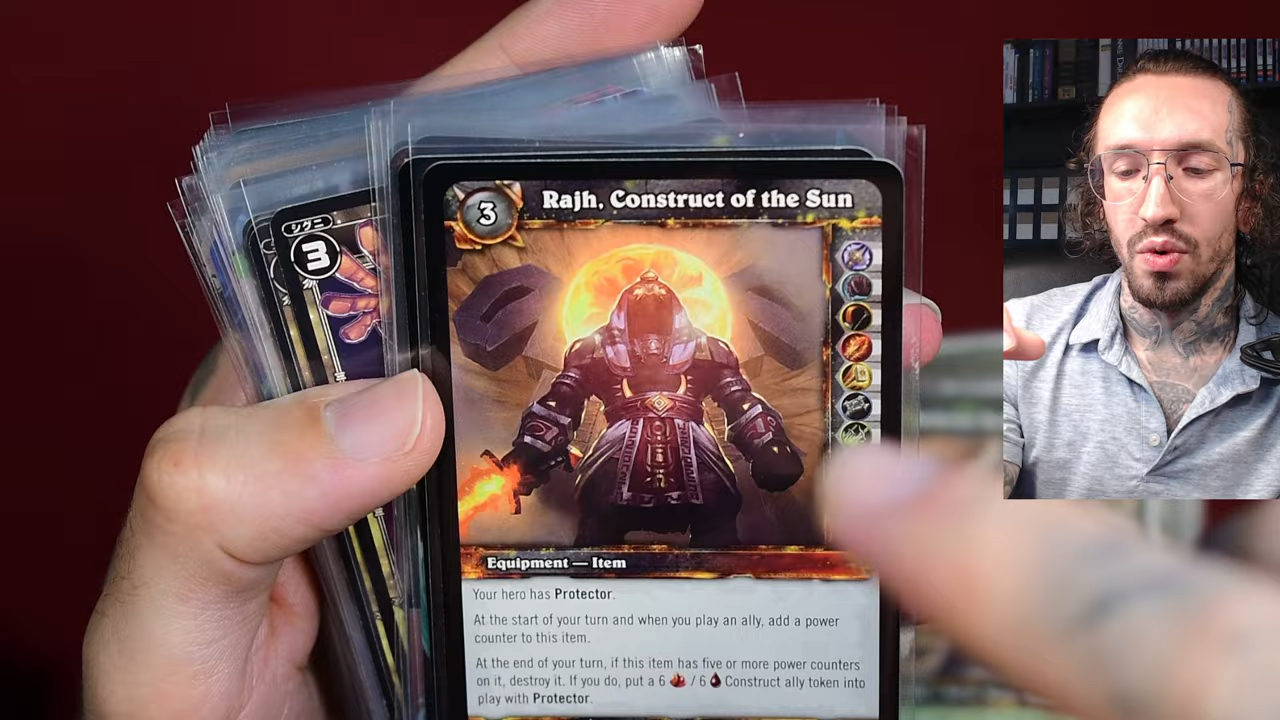 シグニ
3
3
Rajh, Construct of the Sun
Equipment — Item
Your hero has Protector.
At the start of your turn and when you play an ally, add a power
counter to this item.
At the end of your turn, if this item has five or more power counters
on it, destroy it. If you do, put a 6 / 6 Construct ally token into
play with Protector.